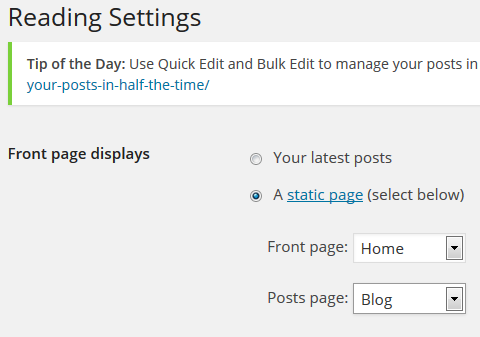 Reading Settings
Tip of the Day: Use Quick Edit and Bulk Edit to manage your posts in
your-posts-in-half-the-time/
Front page displays
Your latest posts
A static page (select below)
Front page: Home
Posts page: Blog